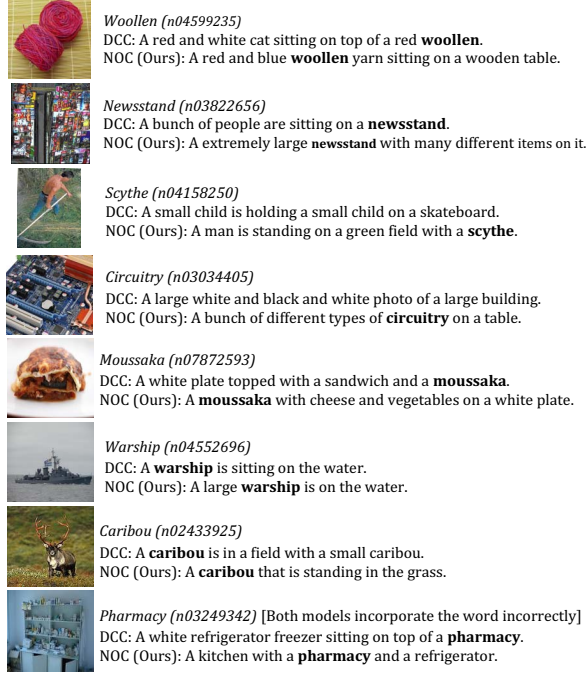 Woollen (n04599235)
DCC: A red and white cat sitting on top of a red woollen.
NOC (Ours): A red and blue woollen yarn sitting on a wooden table.
Newsstand (n03822656)
DCC: A bunch of people are sitting on a newsstand.
NOC (Ours): A extremely large newsstand with many different items on it.
Scythe (n04158250)
DCC: A small child is holding a small child on a skateboard.
NOC (Ours): A man is standing on a green field with a scythe.
Circuitry (n03034405)
DCC: A large white and black and white photo of a large building.
NOC (Ours): A bunch of different types of circuitry on a table.
Moussaka (n07872593)
DCC: A white plate topped with a sandwich and a moussaka.
NOC (Ours): A moussaka with cheese and vegetables on a white plate.
Warship (n04552696)
DCC: A warship is sitting on the water.
NOC (Ours): A large warship is on the water.
Caribou (n02433925)
DCC: A caribou is in a field with a small caribou.
NOC (Ours): A caribou that is standing in the grass.
Pharmacy (n03249342) [Both models incorporate the word incorrectly]
DCC: A white refrigerator freezer sitting on top of a pharmacy.
NOC (Ours): A kitchen with a pharmacy and a refrigerator.